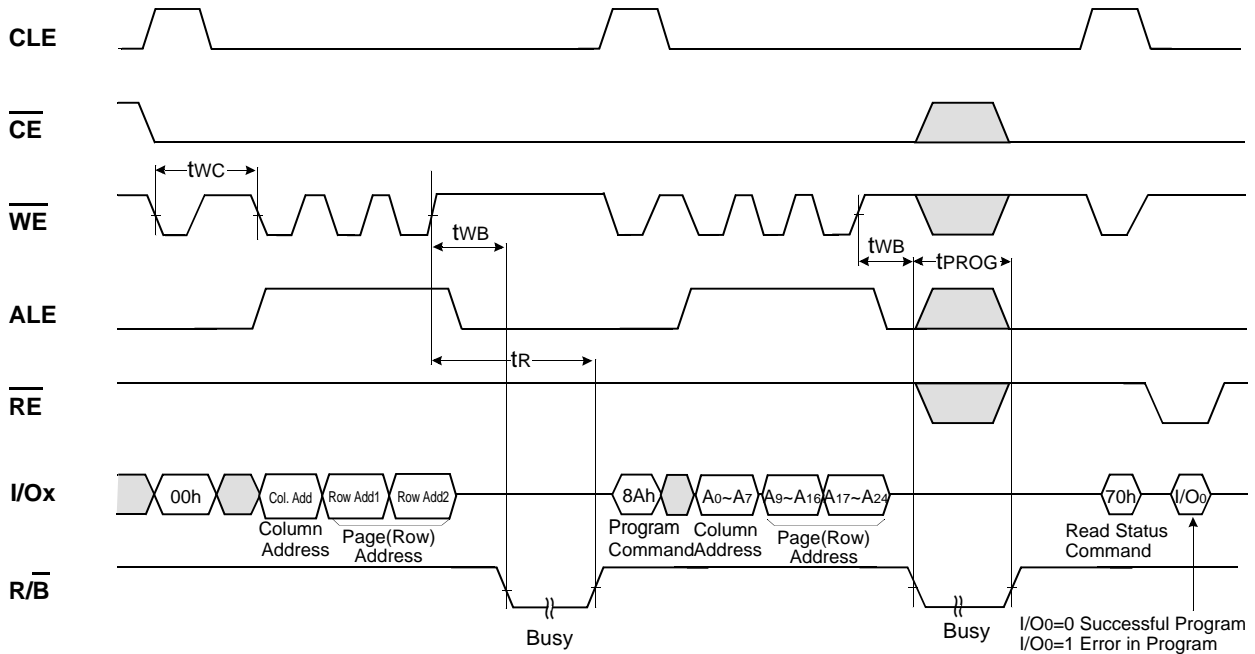 CLE
CE
tWC
WE
tWB
tWB
tPROG
ALE
tR
RE
I/Ox
00h
Col. Add
Row Add1
Row Add2
8Ah
A0~A7
A9~A16
A17~A24
70h
I/O0
Column
Address
Page(Row)
Address
Program
Command
Column
Address
Page(Row)
Address
Read Status
Command
R/B
Busy
Busy
I/O0=0 Successful Program
I/O0=1 Error in Program